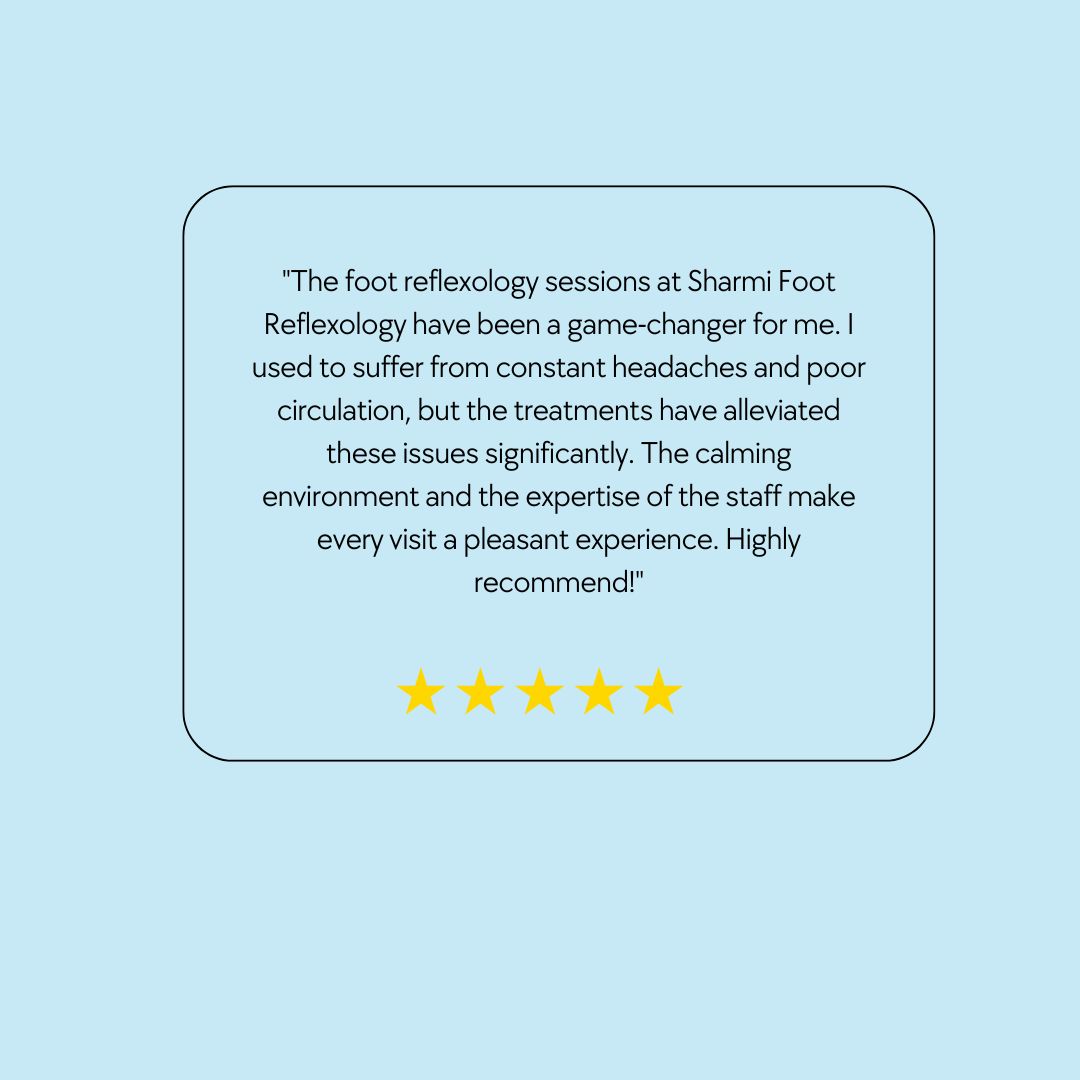 "The foot reflexology sessions at Sharmi Foot
Reflexology have been a game-changer for me. I
used to suffer from constant headaches and poor
circulation, but the treatments have alleviated
these issues significantly. The calming
environment and the expertise of the staff make
every visit a pleasant experience. Highly
recommend!"